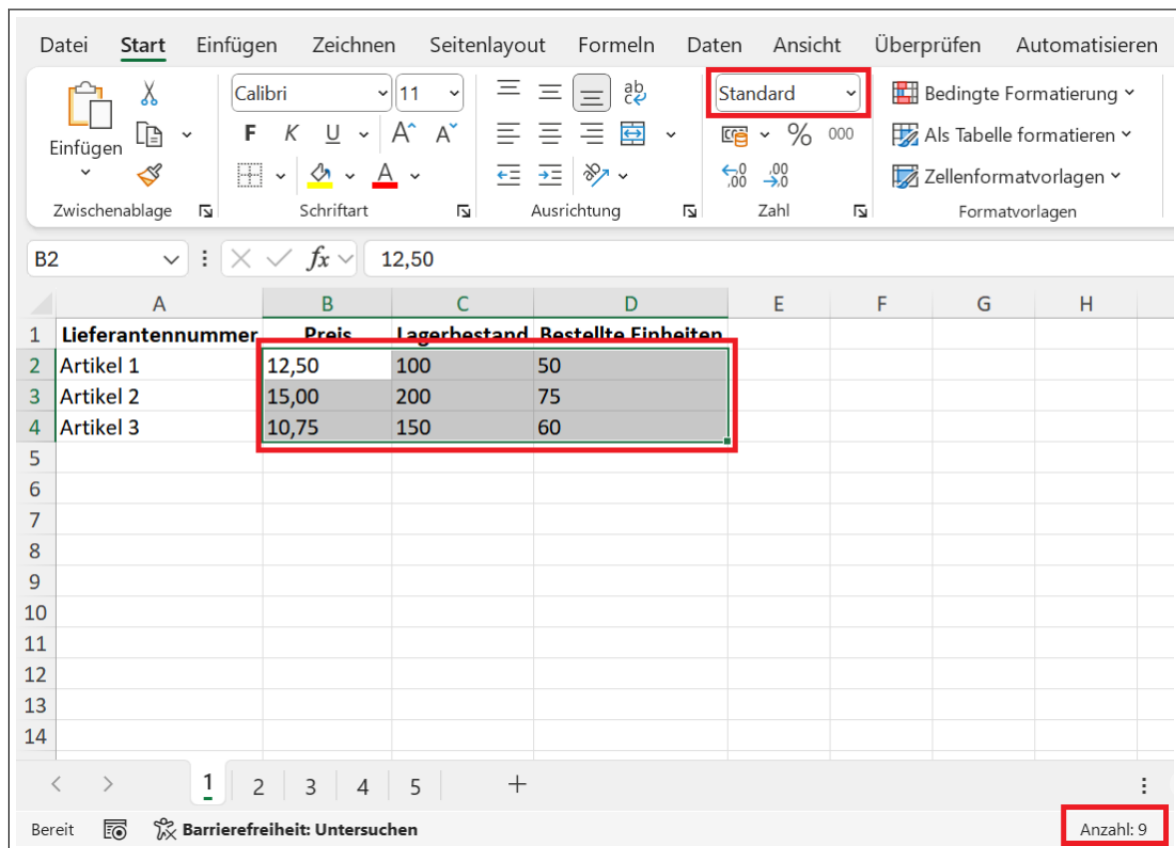 Datei Start Einfügen Zeichnen Seitenlayout Formeln Daten Ansicht Überprüfen Automatisieren
Calibri 11 ab Standard Bedingte Formatierung
Einfügen F K U A A % 000 Als Tabelle formatieren
A Zellenformatvorlagen
Zwischenablage Schriftart Ausrichtung Zahl Formatvorlagen
B2 fx 12,50
A B C D E F G H
1 Lieferantennummer Preis Lagerbestand Bestellte Einheiten
2 Artikel 1 12,50 100 50
3 Artikel 2 15,00 200 75
4 Artikel 3 10,75 150 60
5
6
7
8
9
10
11
12
13
14
1 2 3 4 5
Bereit Barrierefreiheit: Untersuchen Anzahl: 9